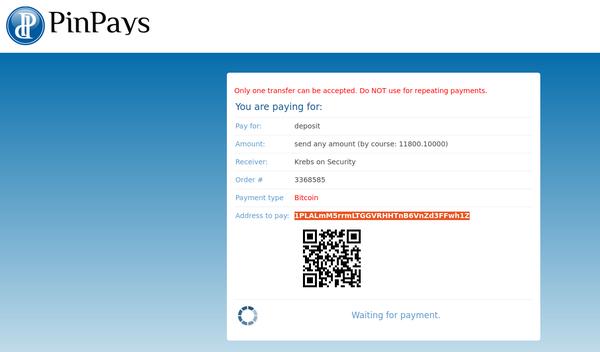 PinPays
Only one transfer can be accepted. Do NOT use for repeating payments.
You are paying for:
Pay for: deposit
Amount: send any amount (by course: 11800.10000)
Receiver: Krebs on Security
Order # 3368585
Payment type Bitcoin
Address to pay: 1PLALmM5rrmLTGGVRHHTnB6VnZd3FFwh1Z
Waiting for payment.